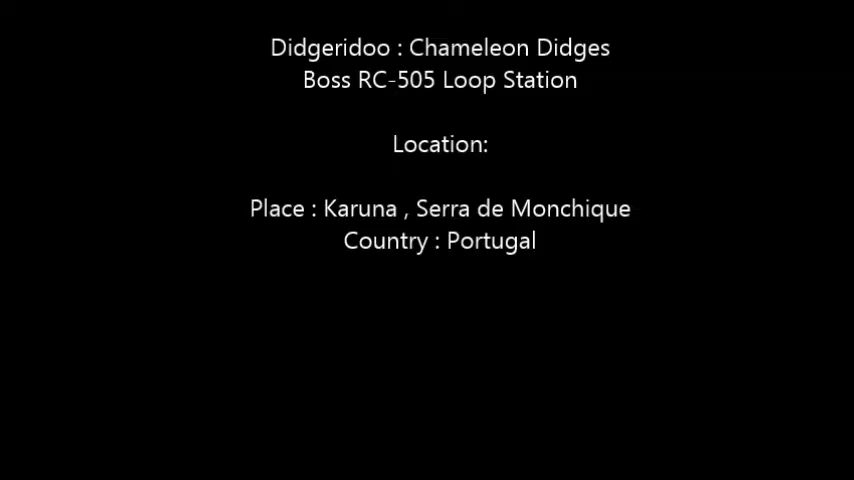 Didgeridoo : Chameleon Didges
Boss RC-505 Loop Station
Location:
Place : Karuna , Serra de Monchique
Country : Portugal